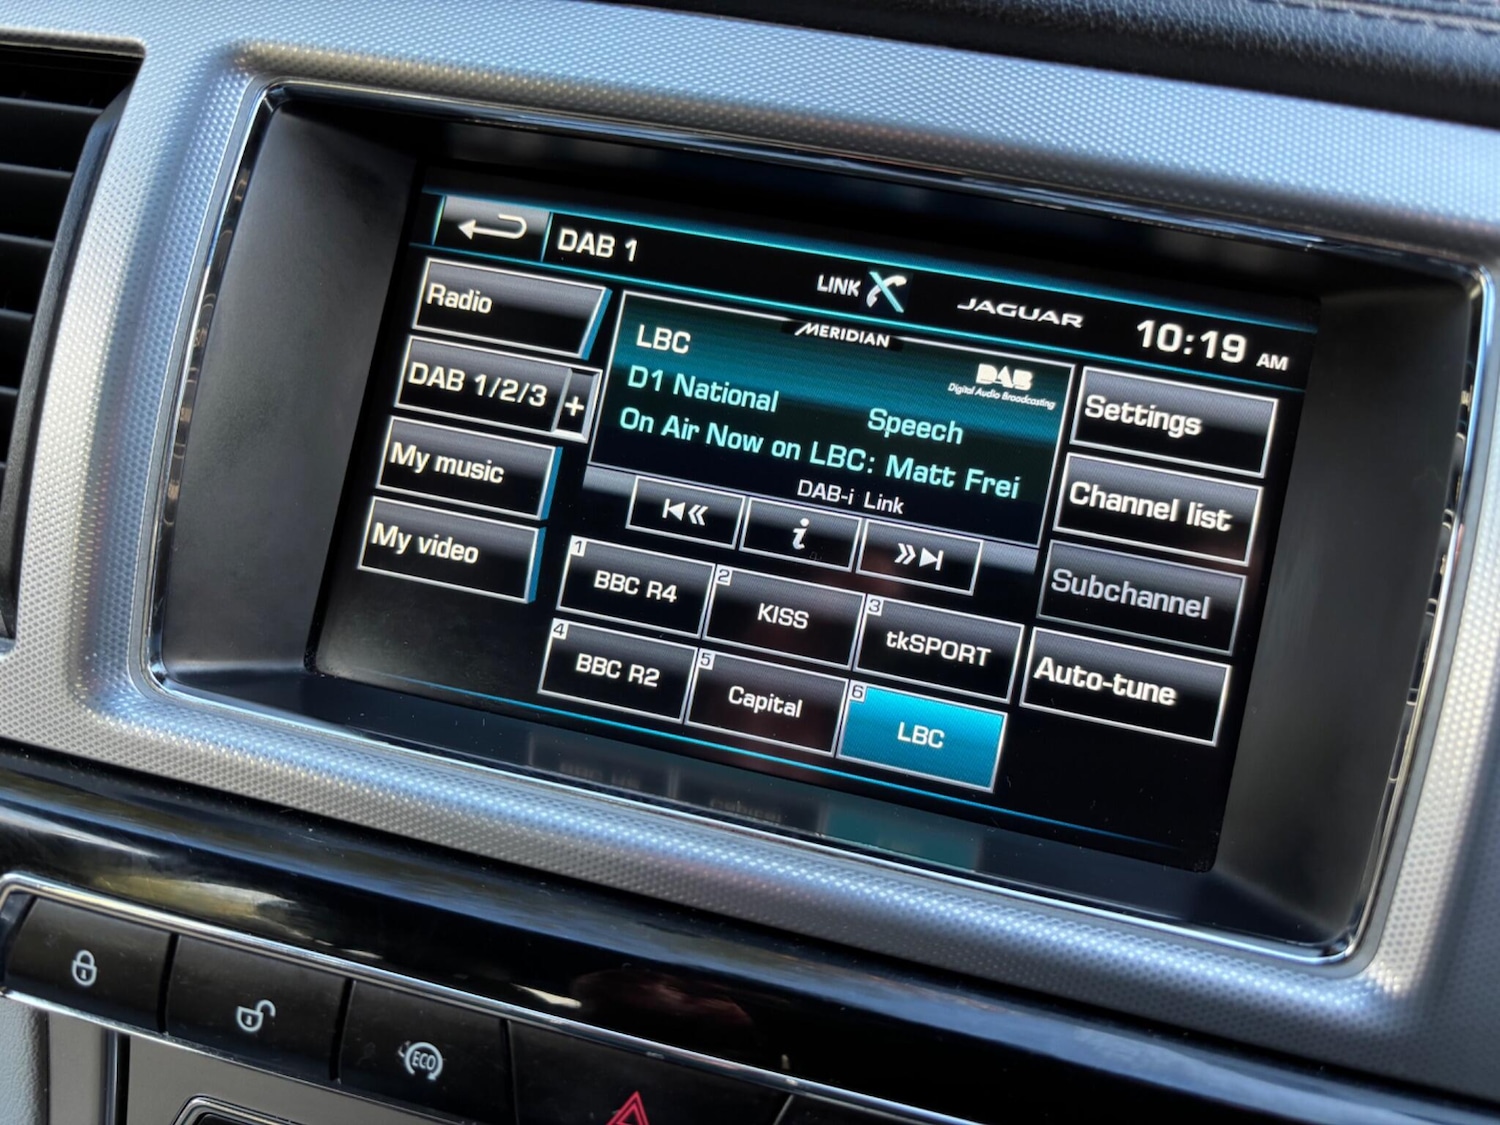 DAB 1
LINK
JAGUAR
10:19 AM
Radio
DAB 1/2/3 +
My music
My video
MERIDIAN
LBC
DAB
Digital Audio Broadcasting
D1 National
Speech
On Air Now on LBC: Matt Frei
DAB-i Link
i
1 BBC R4
2 KISS
3 tkSPORT
4 BBC R2
5 Capital
6 LBC
Settings
Channel list
Subchannel
Auto-tune
ECO